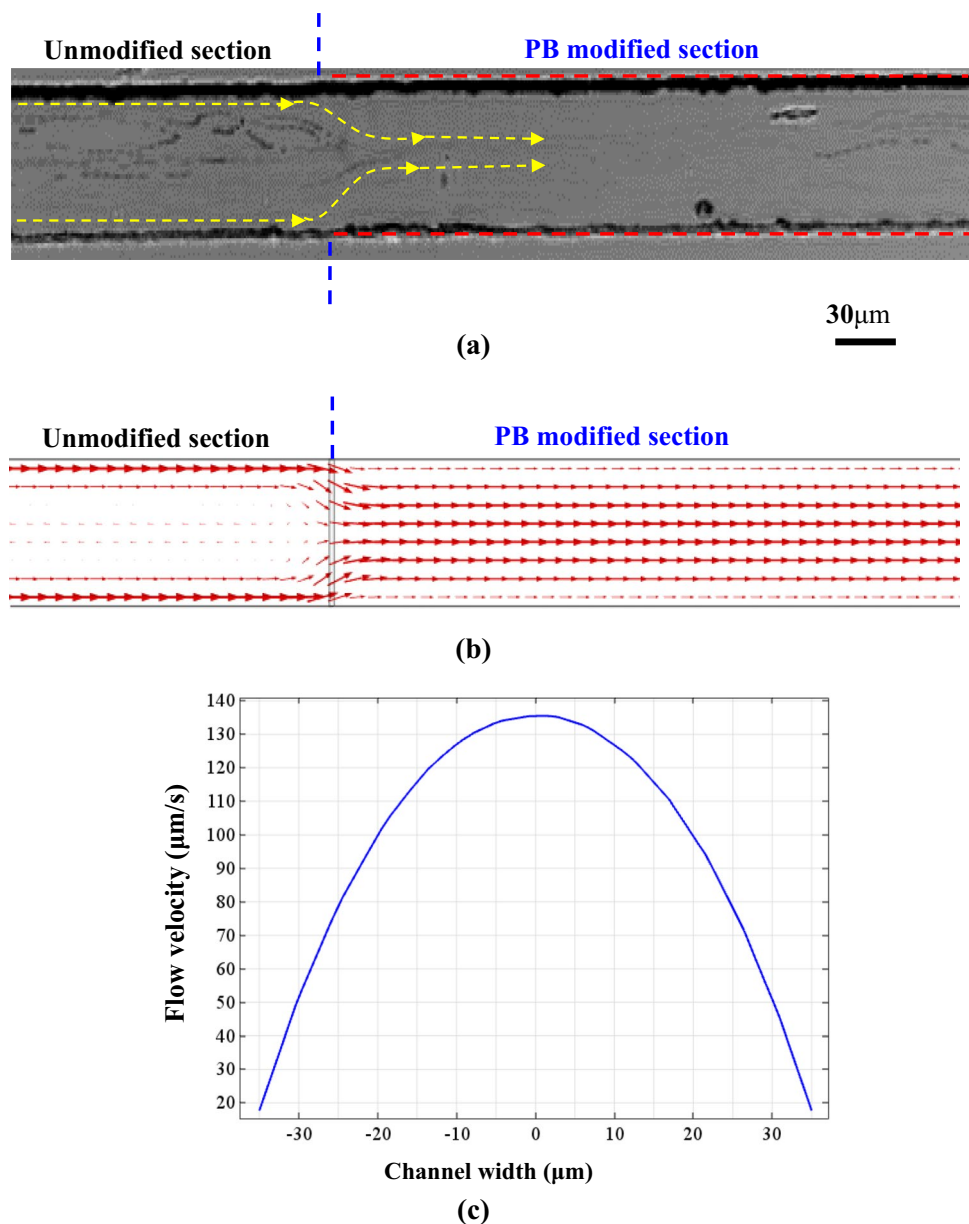 Unmodified section PB modified section
30μm
(a)
Unmodified section PB modified section
(b)
140
130
120
110
100
90
80
70
60
50
40
30
20
Flow velocity (μm/s)
-30 -20 -10 0 10 20 30
Channel width (μm)
(c)